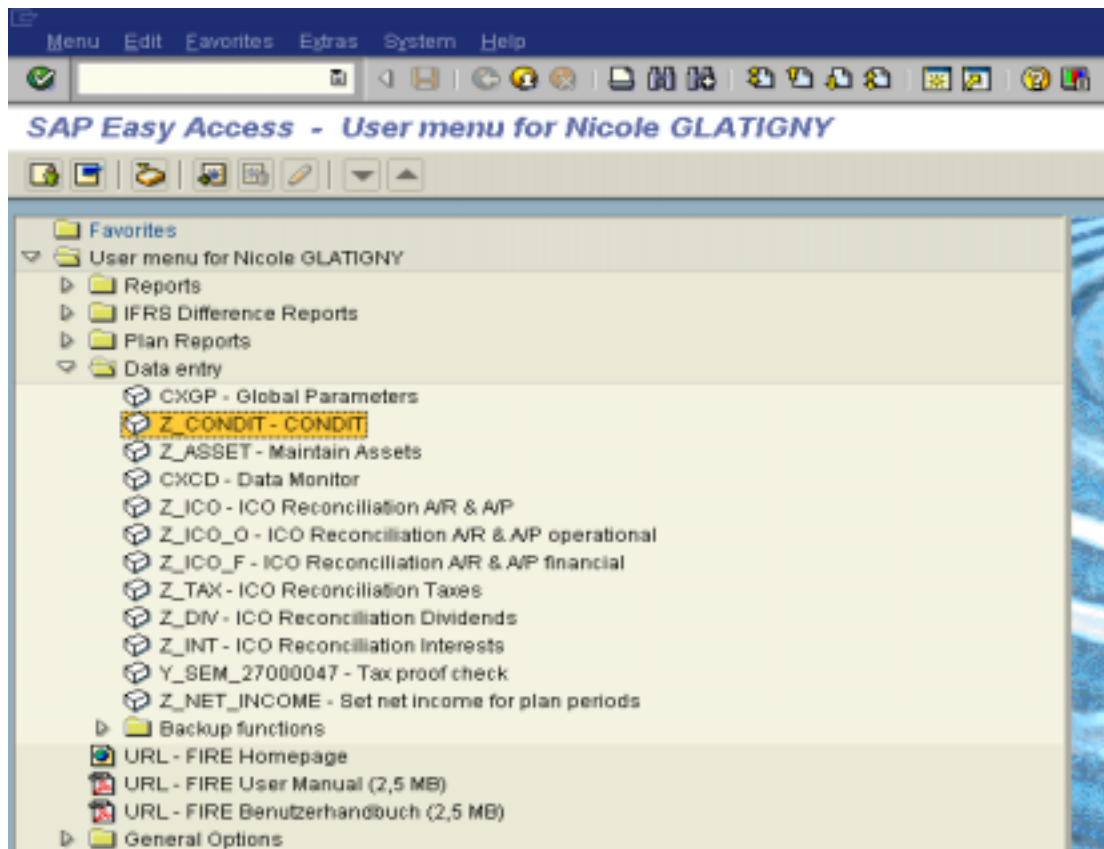 Menu Edit Favorites Extras System Help
SAP Easy Access - User menu for Nicole GLATIGNY
Favorites
User menu for Nicole GLATIGNY
Reports
IFRS Difference Reports
Plan Reports
Data entry
CXGP - Global Parameters
Z_CONDIT - CONDIT
Z_ASSET - Maintain Assets
CXCD - Data Monitor
Z_ICO - ICO Reconciliation A/R & A/P
Z_ICO_O - ICO Reconciliation A/R & A/P operational
Z_ICO_F - ICO Reconciliation A/R & A/P financial
Z_TAX - ICO Reconciliation Taxes
Z_DIV - ICO Reconciliation Dividends
Z_INT - ICO Reconciliation Interests
Y_SEM_27000047 - Tax proof check
Z_NET_INCOME - Set net income for plan periods
Backup functions
URL - FIRE Homepage
URL - FIRE User Manual (2,5 MB)
URL - FIRE Benutzerhandbuch (2,5 MB)
General Options